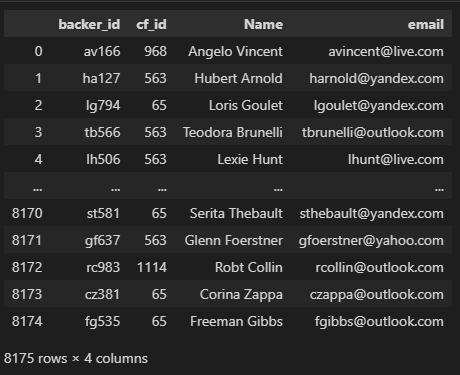 backer_id cf_id Name email
0 av166 968 Angelo Vincent avincent@live.com
1 ha127 563 Hubert Arnold harnold@yandex.com
2 lg794 65 Loris Goulet lgoulet@yandex.com
3 tb566 563 Teodora Brunelli tbrunelli@outlook.com
4 lh506 563 Lexie Hunt lhunt@live.com
... ... ... ... ...
8170 st581 65 Serita Thebault sthebault@yandex.com
8171 gf637 563 Glenn Foerstner gfoerstner@yahoo.com
8172 rc983 1114 Robt Collin rcollin@outlook.com
8173 cz381 65 Corina Zappa czappa@outlook.com
8174 fg535 65 Freeman Gibbs fgibbs@outlook.com
8175 rows × 4 columns